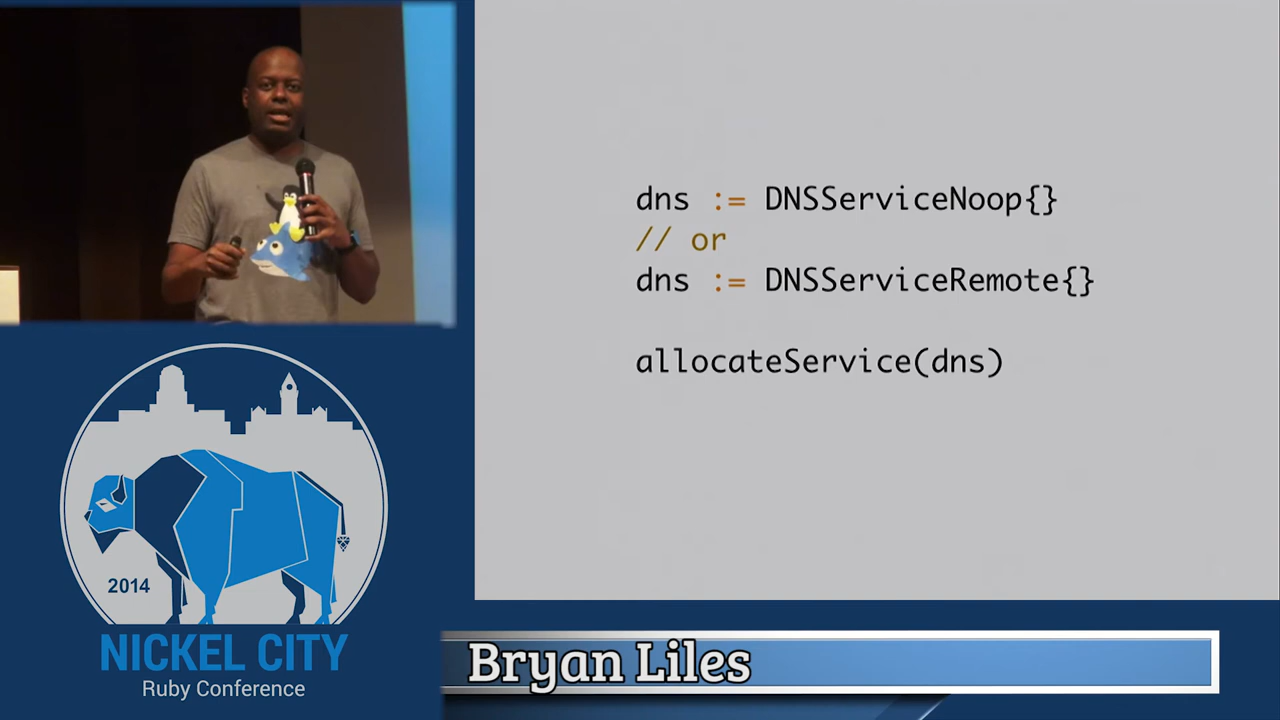 dns := DNSServiceNoop{}
// or
dns := DNSServiceRemote{}
allocateService(dns)
2014
NICKEL CITY
Ruby Conference
Bryan Liles